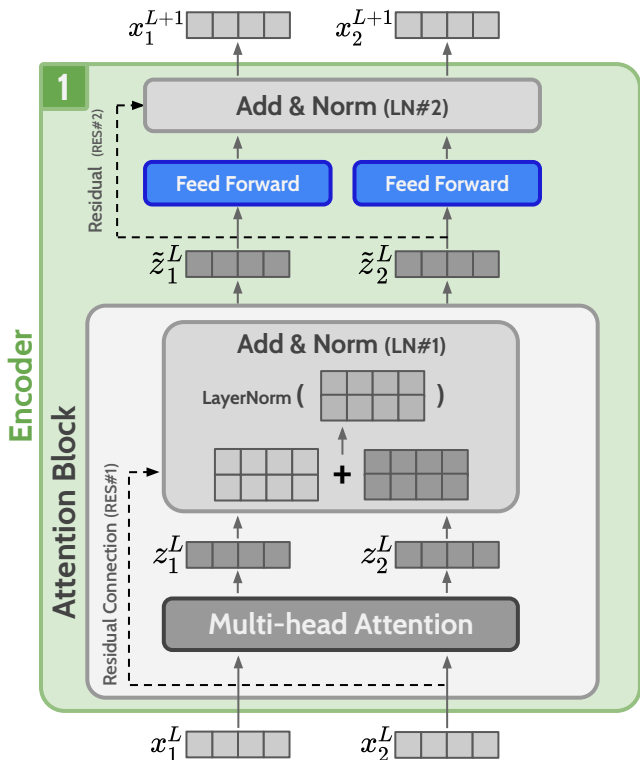 x_1^{L+1} x_2^{L+1}
1
Add & Norm (LN#2)
Residual (RES#2)
Feed Forward Feed Forward
z̃_1^L z̃_2^L
Encoder
Attention Block
Add & Norm (LN#1)
LayerNorm ( )
+
Residual Connection (RES#1)
z_1^L z_2^L
Multi-head Attention
x_1^L x_2^L